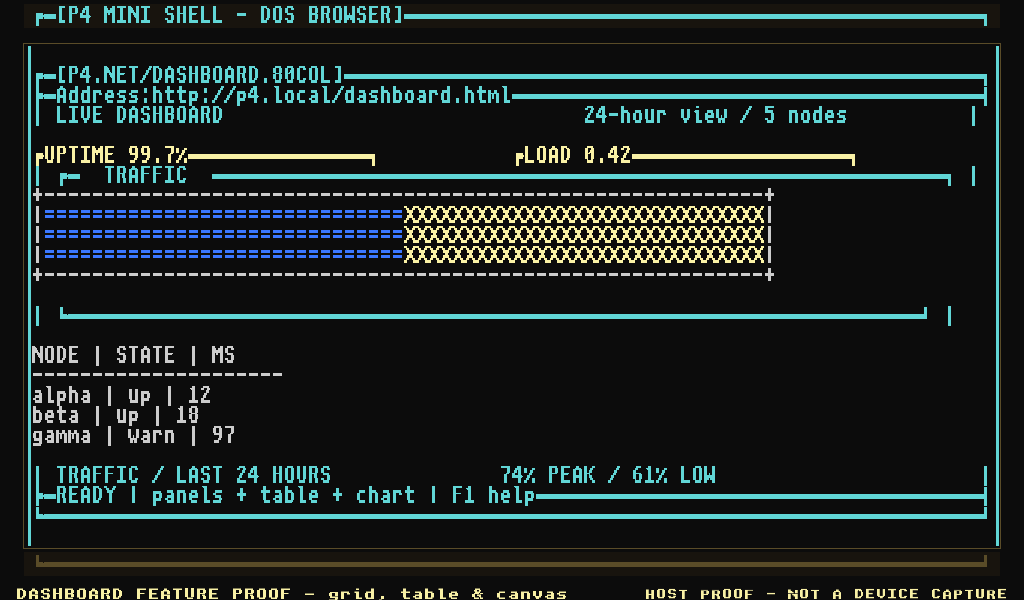 [P4 MINI SHELL - DOS BROWSER]
[P4.NET/DASHBOARD.80COL]
Address:http://p4.local/dashboard.html
LIVE DASHBOARD 24-hour view / 5 nodes
UPTIME 99.7% LOAD 0.42
TRAFFIC
+------------------------------------------------------------+
|==============================XXXXXXXXXXXXXXXXXXXXXXXXXXXXXX|
|==============================XXXXXXXXXXXXXXXXXXXXXXXXXXXXXX|
|==============================XXXXXXXXXXXXXXXXXXXXXXXXXXXXXX|
+------------------------------------------------------------+
NODE | STATE | MS
---------------------
alpha | up | 12
beta | up | 18
gamma | warn | 97
TRAFFIC / LAST 24 HOURS 74% PEAK / 61% LOW
READY | panels + table + chart | F1 help
DASHBOARD FEATURE PROOF - grid, table & canvas HOST PROOF - NOT A DEVICE CAPTURE